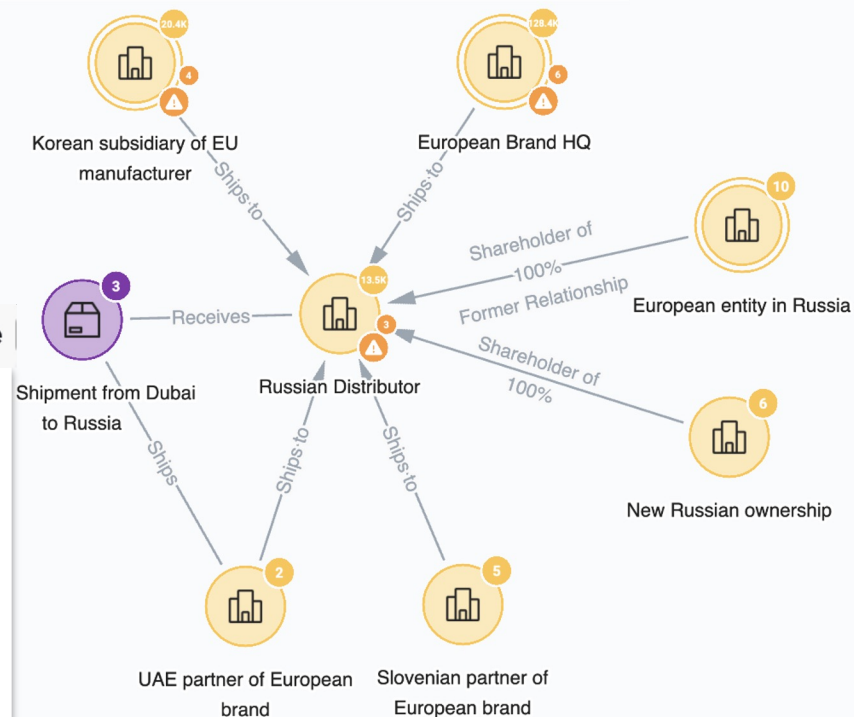 20.4K
4
Korean subsidiary of EU
manufacturer
128.4K
6
European Brand HQ
Ships to
Ships to
10
European entity in Russia
Shareholder of
100%
Former Relationship
3
Shipment from Dubai
to Russia
Receives
13.5K
3
Russian Distributor
Shareholder of
100%
6
New Russian ownership
Ships
Ships to
Ships to
2
UAE partner of European
brand
5
Slovenian partner of
European brand
e